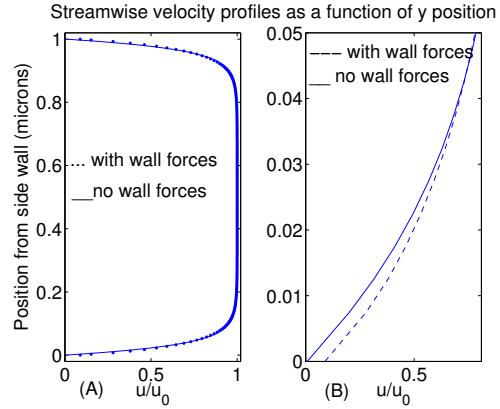 Streamwise velocity profiles as a function of y position
Position from side wall (microns)
1
0.8
0.6
0.4
0.2
0
0
0.5
1
... with wall forces
__no wall forces
(A)
u/u0
0.05
0.04
0.03
0.02
0.01
0
0
0.5
--- with wall forces
__ no wall forces
(B)
u/u0